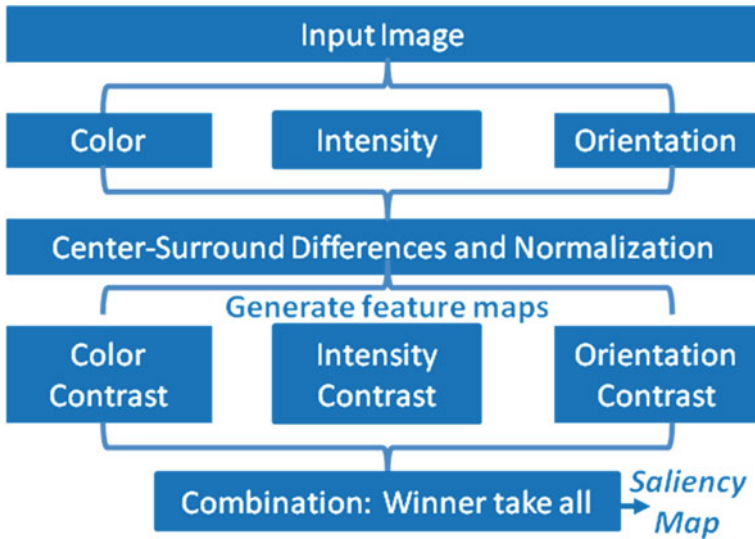 Input Image
Color
Intensity
Orientation
Center-Surround Differences and Normalization
Generate feature maps
Color
Contrast
Intensity
Contrast
Orientation
Contrast
Combination: Winner take all
Saliency
Map